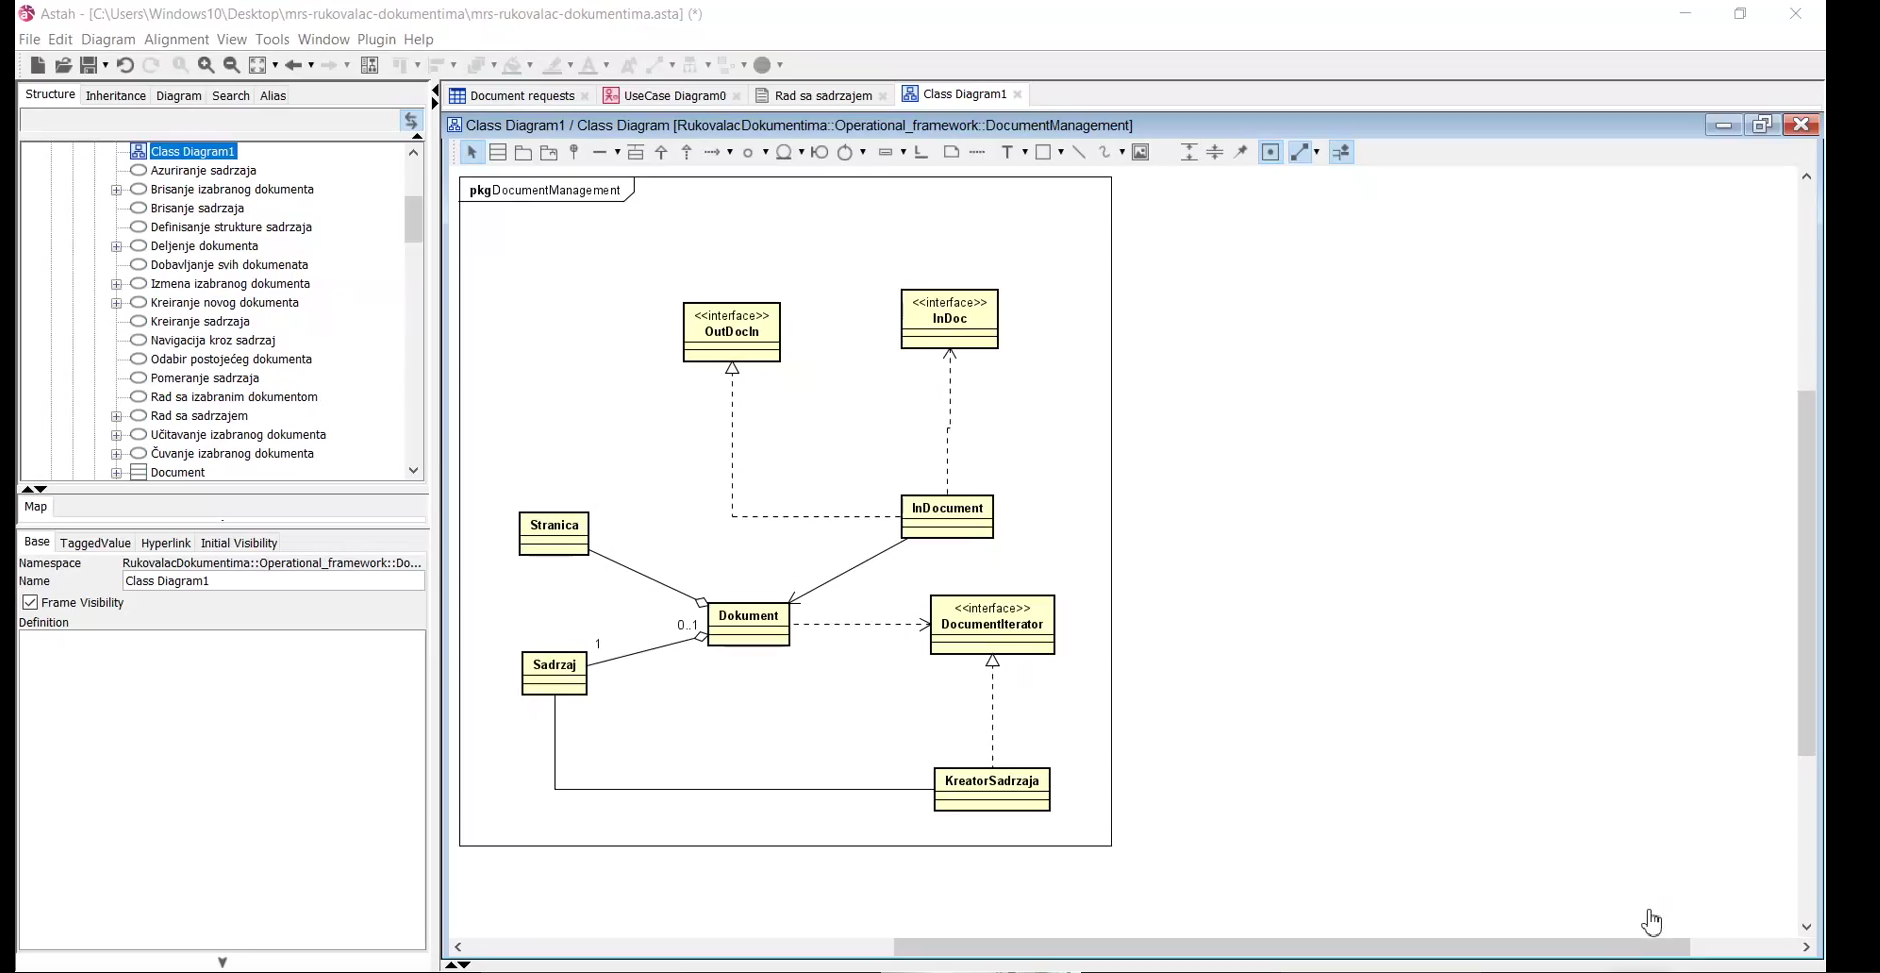 Astah - [C:\Users\Windows10\Desktop\mrs-rukovalac-dokumentima\mrs-rukovalac-dokumentima.asta] (*)
File Edit Diagram Alignment View Tools Window Plugin Help
Structure Inheritance Diagram Search Alias
Class Diagram1
Azuriranje sadrzaja
Brisanje izabranog dokumenta
Brisanje sadrzaja
Definisanje strukture sadrzaja
Deljenje dokumenta
Dobavljanje svih dokumenata
Izmena izabranog dokumenta
Kreiranje novog dokumenta
Kreiranje sadrzaja
Navigacija kroz sadrzaj
Odabir postojećeg dokumenta
Pomeranje sadrzaja
Rad sa izabranim dokumentom
Rad sa sadrzajem
Učitavanje izabranog dokumenta
Čuvanje izabranog dokumenta
Document
Map
Base TaggedValue Hyperlink Initial Visibility
Namespace RukovalacDokumentima::Operational_framework::Do...
Name Class Diagram1
Frame Visibility
Definition
Document requests UseCase Diagram0 Rad sa sadrzajem Class Diagram1
Class Diagram1 / Class Diagram [RukovalacDokumentima::Operational_framework::DocumentManagement]
T
pkg DocumentManagement
<<interface>>
OutDocIn
<<interface>>
InDoc
InDocument
Stranica
Dokument
0..1
1
Sadrzaj
<<interface>>
DocumentIterator
KreatorSadrzaja